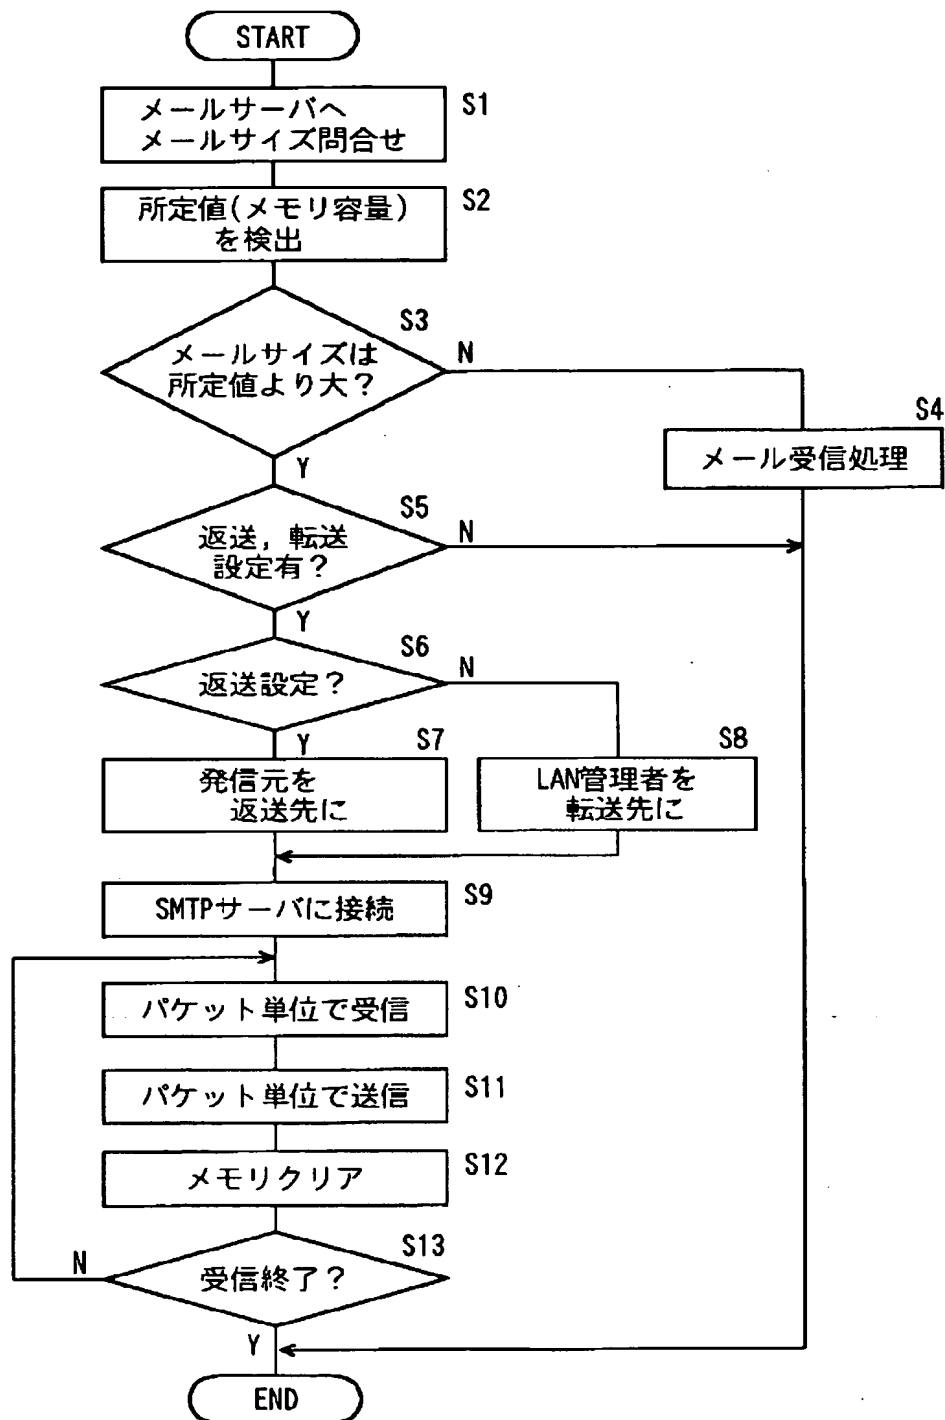 START
メールサーバへ
メールサイズ問合せ
S1
所定値(メモリ容量)
を検出
S2
S3
メールサイズは
所定値より大?
N
Y
S4
メール受信処理
S5
返送,転送
設定有?
N
Y
S6
返送設定?
N
Y
S7
発信元を
返送先に
S8
LAN管理者を
転送先に
SMTPサーバに接続
S9
パケット単位で受信
S10
パケット単位で送信
S11
メモリクリア
S12
S13
受信終了?
N
Y
END